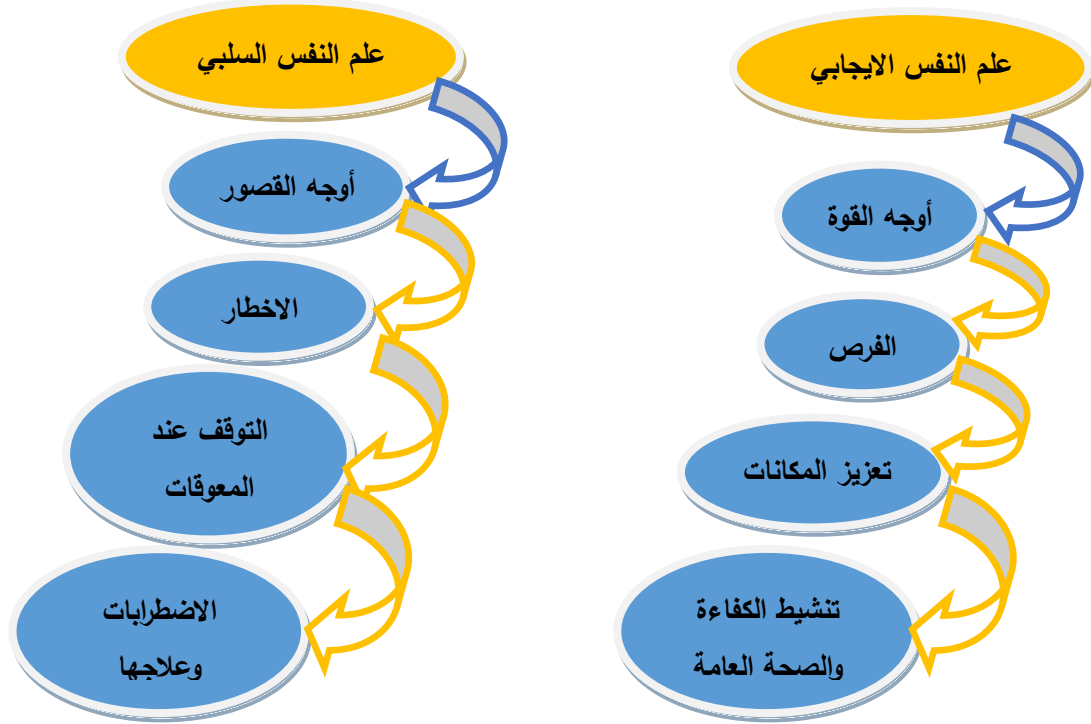 علم النفس الايجابي
أوجه القوة
الفرص
تعزيز المكانات
تنشيط الكفاءة
والصحة العامة
علم النفس السلبي
أوجه القصور
الاخطار
التوقف عند
المعوقات
الاضطرابات
وعلاجها